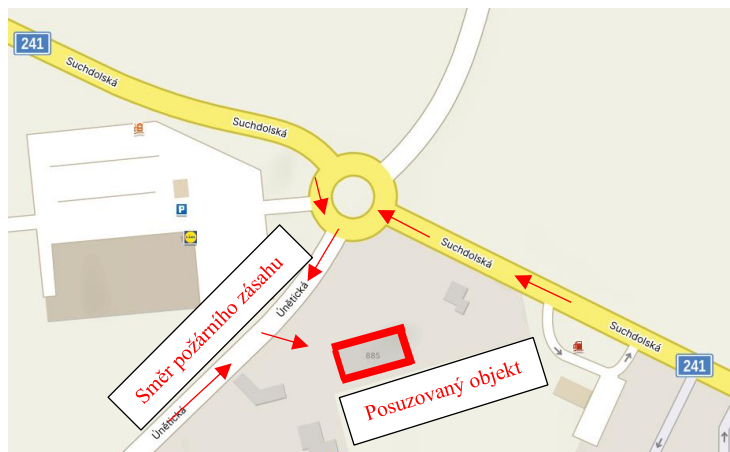 241
Suchdolská
Suchdolská
P
Suchdolská
Únětická
Směr požárního zásahu
885
Suchdolská
241
Posuzovaný objekt
Únětická